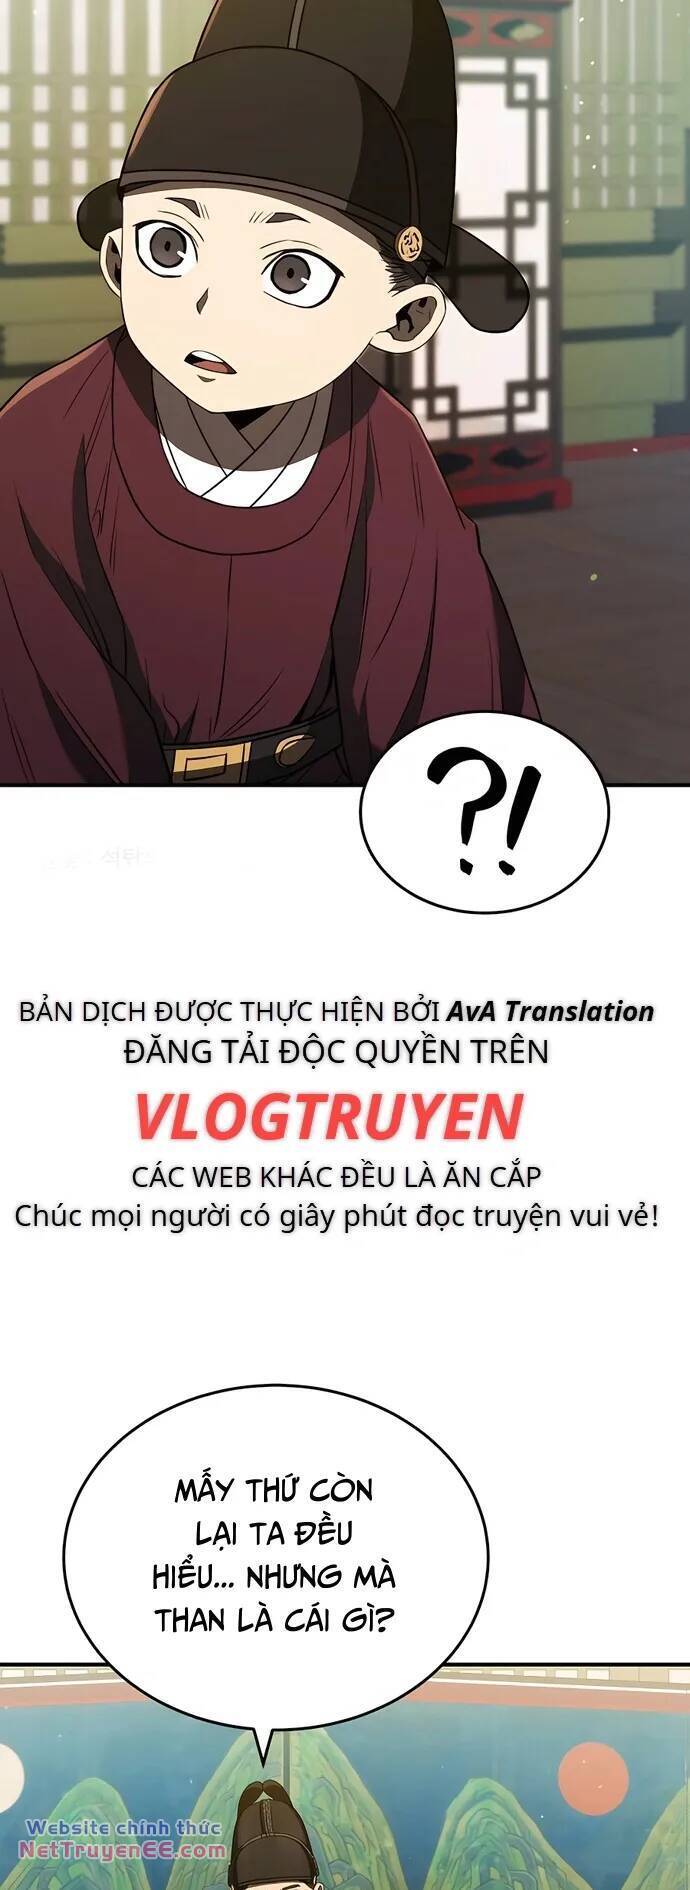 ?!
BẢN DỊCH ĐƯỢC THỰC HIỆN BỞI AvA Translation
ĐĂNG TẢI ĐỘC QUYỀN TRÊN
VLOGTRUYEN
CÁC WEB KHÁC ĐỀU LÀ ĂN CẮP
Chúc mọi người có giây phút đọc truyện vui vẻ!
MẤY THỨ CÒN
LẠI TA ĐỀU
HIỂU... NHƯNG MÀ
THAN LÀ CÁI GÌ?
Website chính thức
NetTruyenEE.com